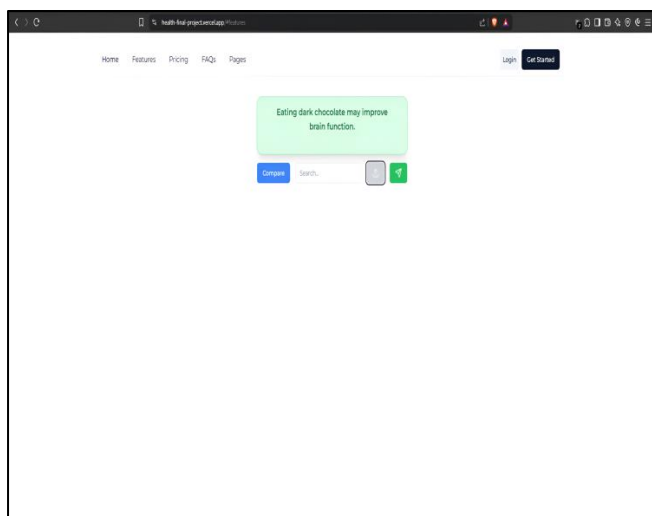 health-final-project.vercel.app/#features
Home Features Pricing FAQs Pages Login Get Started
Eating dark chocolate may improve
brain function.
Compare Search..